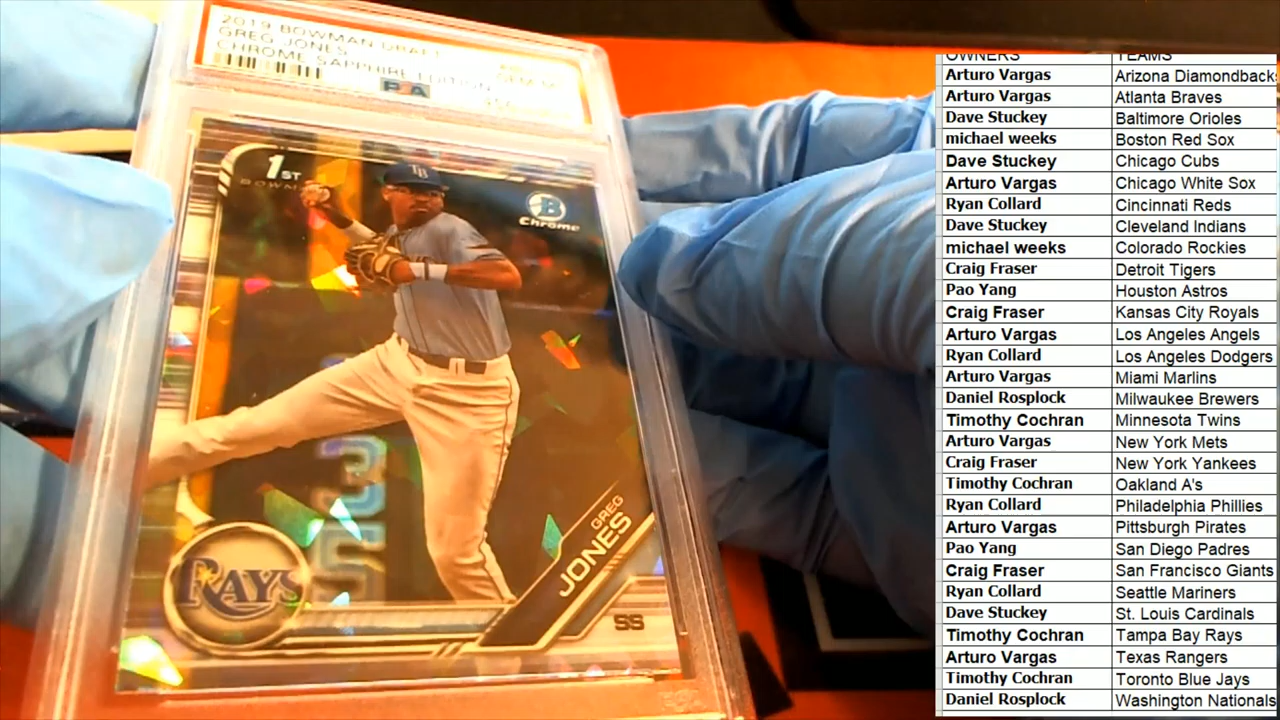 2019 BOWMAN DRAFT
GREG JONES
CHROME SAPPHIRE EDITION
GEM MT
PSA
1ST
BOWMAN
TB
B
Chrome
RAYS
GREG
JONES
SS
OWNERS TEAMS
Arturo Vargas Arizona Diamondbacks
Arturo Vargas Atlanta Braves
Dave Stuckey Baltimore Orioles
michael weeks Boston Red Sox
Dave Stuckey Chicago Cubs
Arturo Vargas Chicago White Sox
Ryan Collard Cincinnati Reds
Dave Stuckey Cleveland Indians
michael weeks Colorado Rockies
Craig Fraser Detroit Tigers
Pao Yang Houston Astros
Craig Fraser Kansas City Royals
Arturo Vargas Los Angeles Angels
Ryan Collard Los Angeles Dodgers
Arturo Vargas Miami Marlins
Daniel Rosplock Milwaukee Brewers
Timothy Cochran Minnesota Twins
Arturo Vargas New York Mets
Craig Fraser New York Yankees
Timothy Cochran Oakland A's
Ryan Collard Philadelphia Phillies
Arturo Vargas Pittsburgh Pirates
Pao Yang San Diego Padres
Craig Fraser San Francisco Giants
Ryan Collard Seattle Mariners
Dave Stuckey St. Louis Cardinals
Timothy Cochran Tampa Bay Rays
Arturo Vargas Texas Rangers
Timothy Cochran Toronto Blue Jays
Daniel Rosplock Washington Nationals